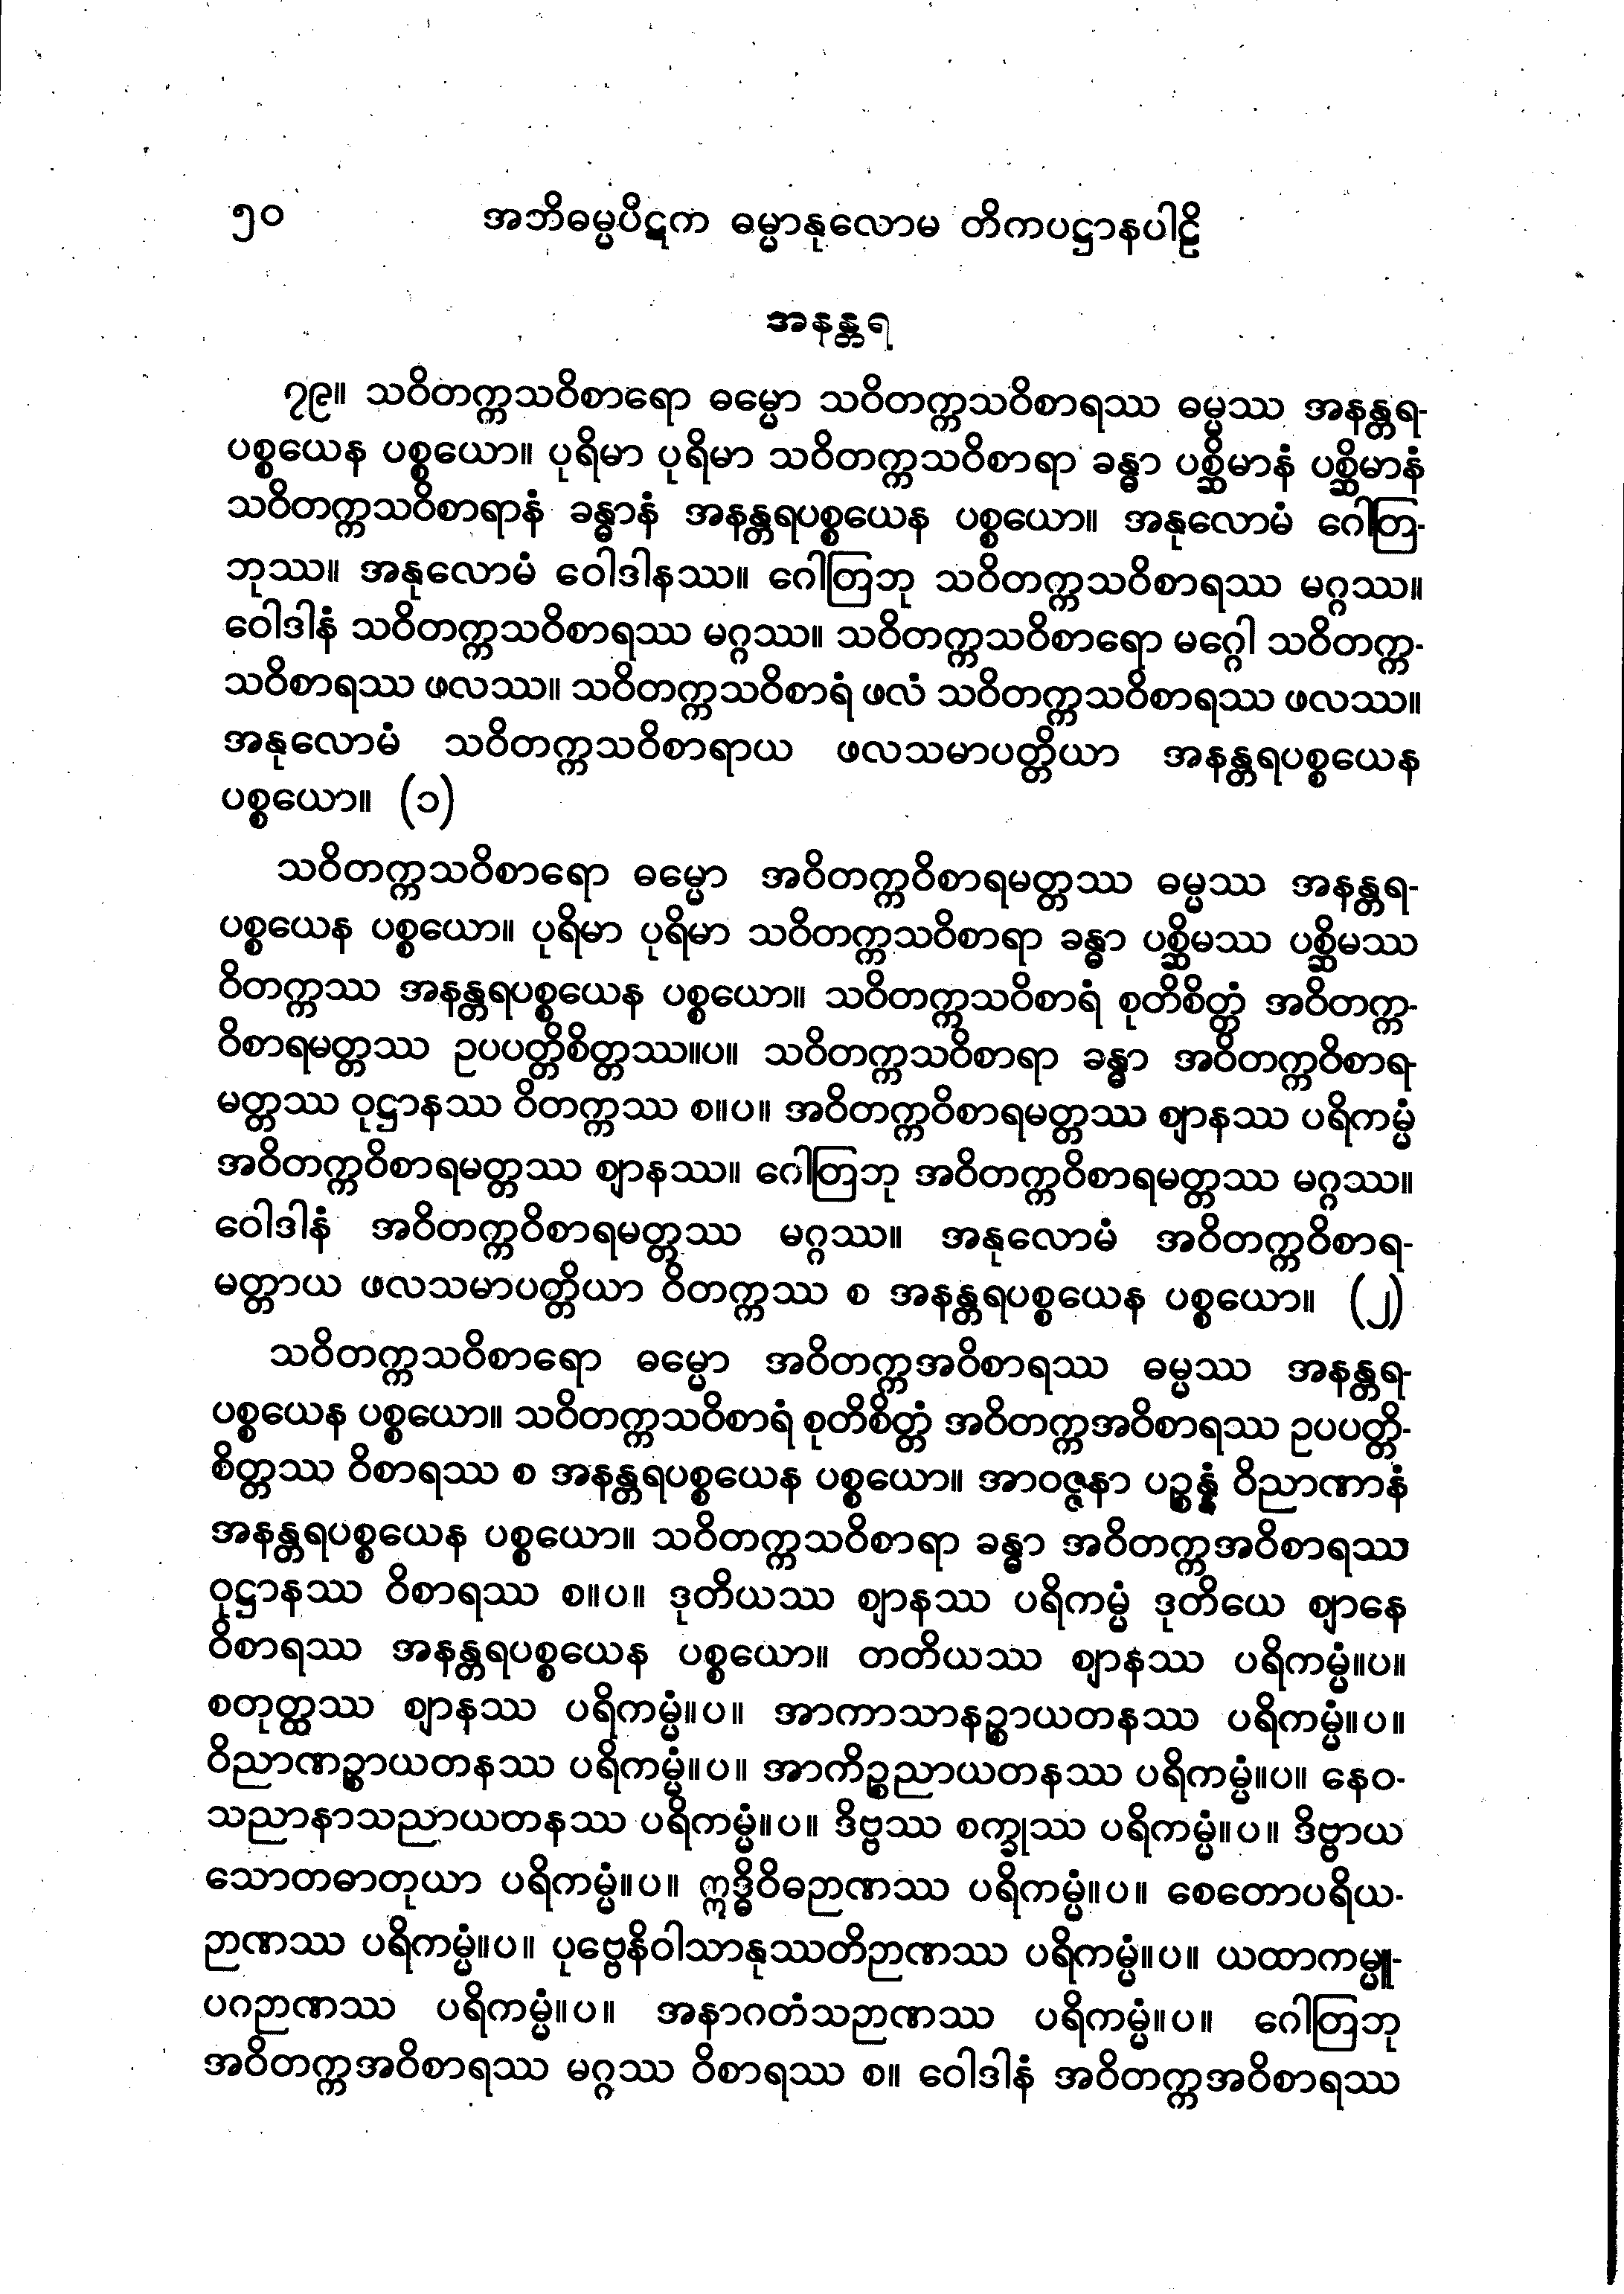 ၅၀ အဘိဓမ္မပိဋက ဓမ္မာနုလောမ တိကပဋ္ဌာနပါဠိ
အနန္တရ
၇၉။ သဝိတက္ကသဝိစာရော ဓမ္မော သဝိတက္ကသဝိစာရဿ ဓမ္မဿ အနန္တရ-
ပစ္စယေန ပစ္စယော။ ပုရိမာ ပုရိမာ သဝိတက္ကသဝိစာရာ ခန္ဓာ ပစ္ဆိမာနံ ပစ္ဆိမာနံ
သဝိတက္ကသဝိစာရာနံ ခန္ဓာနံ အနန္တရပစ္စယေန ပစ္စယော။ အနုလောမံ ဂေါတြ-
ဘုဿ။ အနုလောမံ ဝေါဒါနဿ။ ဂေါတြဘု သဝိတက္ကသဝိစာရဿ မဂ္ဂဿ။
ဝေါဒါနံ သဝိတက္ကသဝိစာရဿ မဂ္ဂဿ။ သဝိတက္ကသဝိစာရော မဂ္ဂေါ သဝိတက္က-
သဝိစာရဿ ဖလဿ။ သဝိတက္ကသဝိစာရံ ဖလံ သဝိတက္ကသဝိစာရဿ ဖလဿ။
အနုလောမံ သဝိတက္ကသဝိစာရာယ ဖလသမာပတ္တိယာ အနန္တရပစ္စယေန
ပစ္စယော။ (၁)
သဝိတက္ကသဝိစာရော ဓမ္မော အဝိတက္ကဝိစာရမတ္တဿ ဓမ္မဿ အနန္တရ-
ပစ္စယေန ပစ္စယော။ ပုရိမာ ပုရိမာ သဝိတက္ကသဝိစာရာ ခန္ဓာ ပစ္ဆိမဿ ပစ္ဆိမဿ
ဝိတက္ကဿ အနန္တရပစ္စယေန ပစ္စယော။ သဝိတက္ကသဝိစာရံ စုတိစိတ္တံ အဝိတက္က-
ဝိစာရမတ္တဿ ဥပပတ္တိစိတ္တဿ။ပ။ သဝိတက္ကသဝိစာရာ ခန္ဓာ အဝိတက္ကဝိစာရ-
မတ္တဿ ဝုဋ္ဌာနဿ ဝိတက္ကဿ စ။ပ။ အဝိတက္ကဝိစာရမတ္တဿ ဈာနဿ ပရိကမ္မံ
အဝိတက္ကဝိစာရမတ္တဿ ဈာနဿ။ ဂေါတြဘု အဝိတက္ကဝိစာရမတ္တဿ မဂ္ဂဿ။
ဝေါဒါနံ အဝိတက္ကဝိစာရမတ္တဿ မဂ္ဂဿ။ အနုလောမံ အဝိတက္ကဝိစာရ-
မတ္တာယ ဖလသမာပတ္တိယာ ဝိတက္ကဿ စ အနန္တရပစ္စယေန ပစ္စယော။ (၂)
သဝိတက္ကသဝိစာရော ဓမ္မော အဝိတက္ကအဝိစာရဿ ဓမ္မဿ အနန္တရ-
ပစ္စယေန ပစ္စယော။ သဝိတက္ကသဝိစာရံ စုတိစိတ္တံ အဝိတက္ကအဝိစာရဿ ဥပပတ္တိ-
စိတ္တဿ ဝိစာရဿ စ အနန္တရပစ္စယေန ပစ္စယော။ အာဝဇ္ဇနာ ပဉ္စန္နံ ဝိညာဏာနံ
အနန္တရပစ္စယေန ပစ္စယော။ သဝိတက္ကသဝိစာရာ ခန္ဓာ အဝိတက္ကအဝိစာရဿ
ဝုဋ္ဌာနဿ ဝိစာရဿ စ။ပ။ ဒုတိယဿ ဈာနဿ ပရိကမ္မံ ဒုတိယေ ဈာနေ
ဝိစာရဿ အနန္တရပစ္စယေန ပစ္စယော။ တတိယဿ ဈာနဿ ပရိကမ္မံ။ပ။
စတုတ္ထဿ ဈာနဿ ပရိကမ္မံ။ပ။ အာကာသာနဉ္စာယတနဿ ပရိကမ္မံ။ပ။
ဝိညာဏဉ္စာယတနဿ ပရိကမ္မံ။ပ။ အာကိဉ္စညာယတနဿ ပရိကမ္မံ။ပ။ နေဝ-
သညာနာသညာယတနဿ ပရိကမ္မံ။ပ။ ဒိဗ္ဗဿ စက္ခုဿ ပရိကမ္မံ။ပ။ ဒိဗ္ဗာယ
သောတဓာတုယာ ပရိကမ္မံ။ပ။ ဣဒ္ဓိဝိဓဉာဏဿ ပရိကမ္မံ။ပ။ စေတောပရိယ-
ဉာဏဿ ပရိကမ္မံ။ပ။ ပုဗ္ဗေနိဝါသာနုဿတိဉာဏဿ ပရိကမ္မံ။ပ။ ယထာကမ္မူ-
ပဂဉာဏဿ ပရိကမ္မံ။ပ။ အနာဂတံသဉာဏဿ ပရိကမ္မံ။ပ။ ဂေါတြဘု
အဝိတက္ကအဝိစာရဿ မဂ္ဂဿ ဝိစာရဿ စ။ ဝေါဒါနံ အဝိတက္ကအဝိစာရဿ